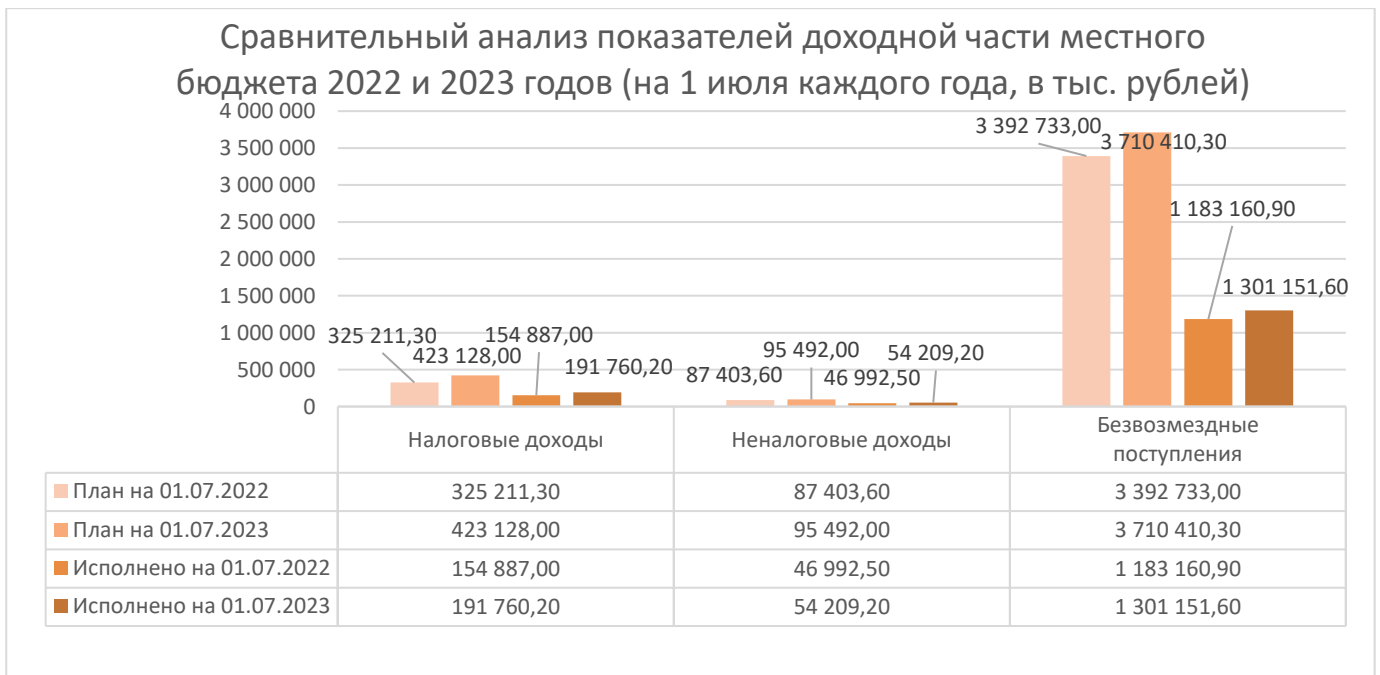 Сравнительный анализ показателей доходной части местного
бюджета 2022 и 2023 годов (на 1 июля каждого года, в тыс. рублей)
4 000 000
3 500 000
3 000 000
2 500 000
2 000 000
1 500 000
1 000 000
500 000
0
325 211,30
423 128,00
154 887,00
191 760,20
87 403,60
95 492,00
46 992,50
54 209,20
3 392 733,00
3 710 410,30
1 183 160,90
1 301 151,60
Налоговые доходы
Неналоговые доходы
Безвозмездные
поступления
План на 01.07.2022 325 211,30 87 403,60 3 392 733,00
План на 01.07.2023 423 128,00 95 492,00 3 710 410,30
Исполнено на 01.07.2022 154 887,00 46 992,50 1 183 160,90
Исполнено на 01.07.2023 191 760,20 54 209,20 1 301 151,60